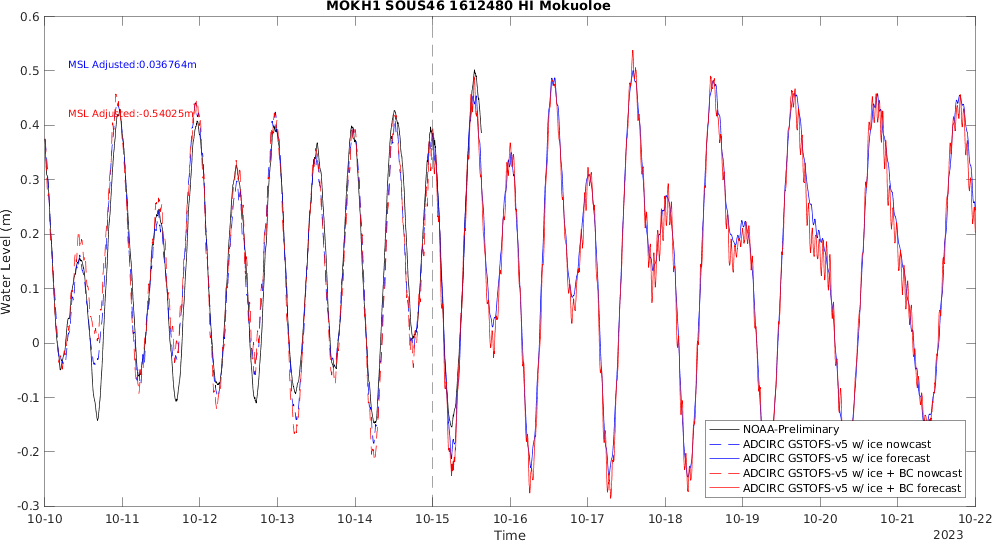 MOKH1 SOUS46 1612480 HI Mokuoloe
0.6
0.5
0.4
0.3
0.2
0.1
0
-0.1
-0.2
-0.3
Water Level (m)
MSL Adjusted:0.036764m
MSL Adjusted:-0.54025m
NOAA-Preliminary
ADCIRC GSTOFS-v5 w/ ice nowcast
ADCIRC GSTOFS-v5 w/ ice forecast
ADCIRC GSTOFS-v5 w/ ice + BC nowcast
ADCIRC GSTOFS-v5 w/ ice + BC forecast
10-10 10-11 10-12 10-13 10-14 10-15 10-16 10-17 10-18 10-19 10-20 10-21 10-22
Time
2023